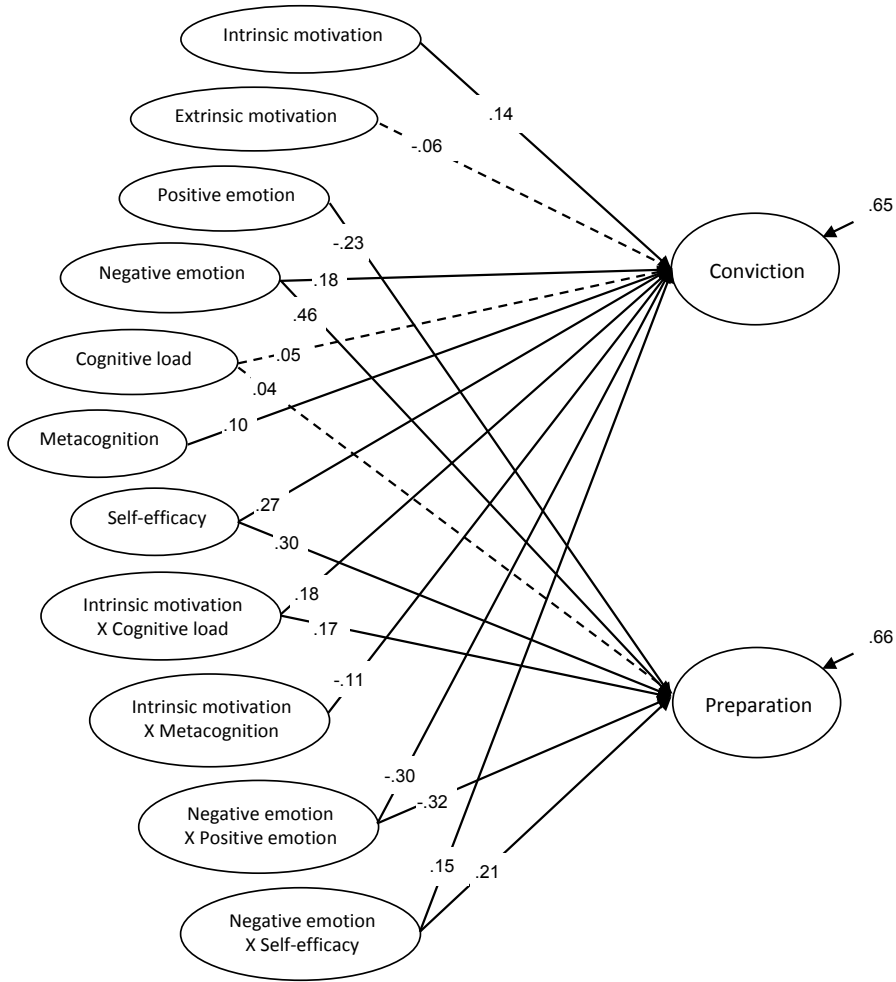 Intrinsic motivation
.14
Extrinsic motivation
-.06
Positive emotion
-.23
.65
Negative emotion
.18
Conviction
.46
Cognitive load
.05
.04
Metacognition
.10
Self-efficacy
.27
.30
Intrinsic motivation
X Cognitive load
.18
.17
.66
Intrinsic motivation
X Metacognition
-.11
Preparation
Negative emotion
X Positive emotion
-.30
-.32
.15
.21
Negative emotion
X Self-efficacy